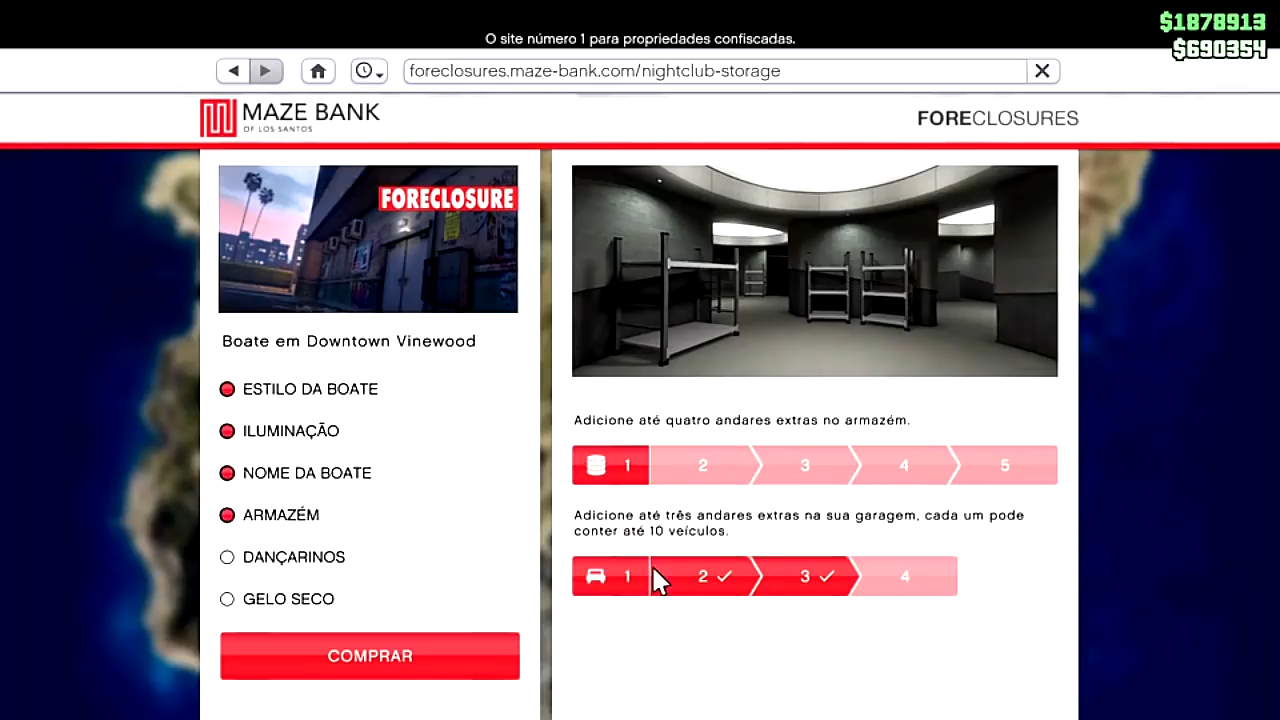 $1878913
O site número 1 para propriedades confiscadas.
$690354
foreclosures.maze-bank.com/nightclub-storage
MAZE BANK
OF LOS SANTOS
FORECLOSURES
FORECLOSURE
Boate em Downtown Vinewood
ESTILO DA BOATE
ILUMINAÇÃO
NOME DA BOATE
ARMAZÉM
DANÇARINOS
GELO SECO
COMPRAR
Adicione até quatro andares extras no armazém.
1 2 3 4 5
Adicione até três andares extras na sua garagem, cada um pode
conter até 10 veículos.
1 2 3 4